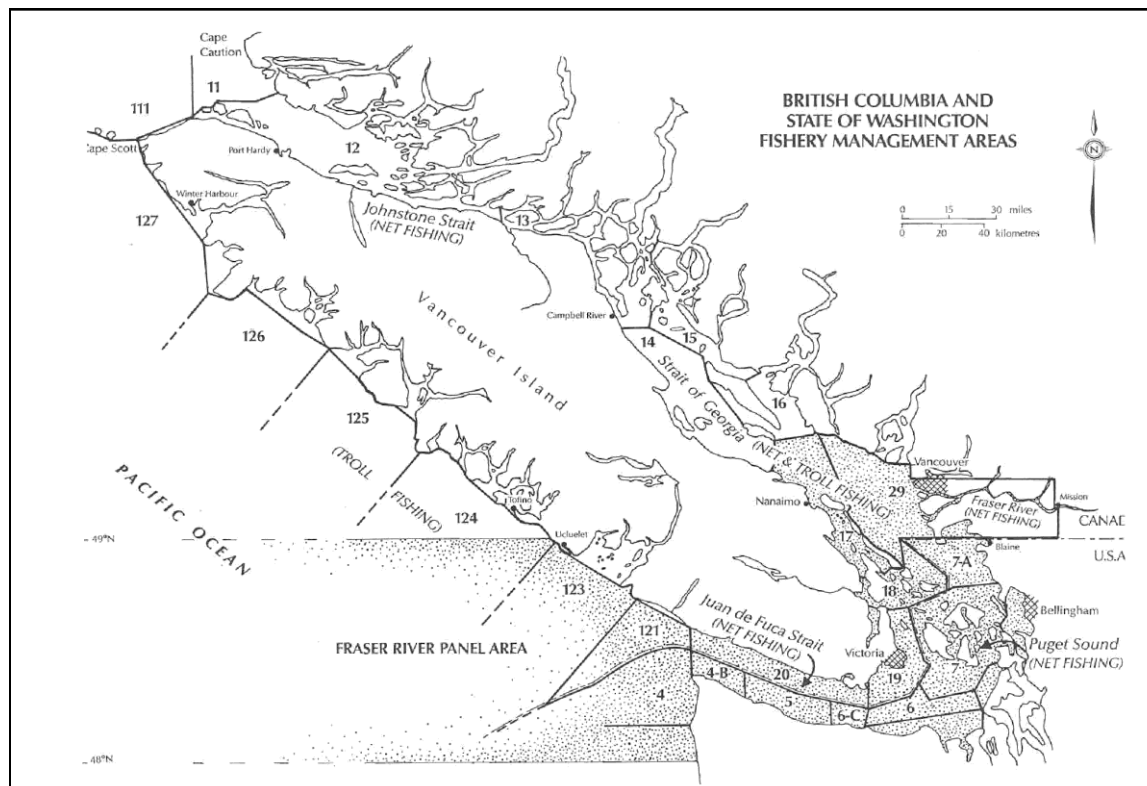 Cape
Caution
BRITISH COLUMBIA AND
STATE OF WASHINGTON
FISHERY MANAGEMENT AREAS
N
11
111
Cape Scott
Port Hardy
12
Winter Harbour
127
Johnstone Strait
(NET FISHING)
13
0 15 30 miles
0 20 40 kilometres
Vancouver Island
Campbell River
126
14
15
Strait of Georgia
(NET & TROLL FISHING)
16
125
(TROLL
FISHING)
PACIFIC OCEAN
Vancouver
29
Fraser River
(NET FISHING)
Mission
Nanaimo
124
Tofino
17
CANAD
49°N
Ucluelet
Blaine
U.S.A
7-A
123
18
Juan de Fuca Strait
(NET FISHING)
Bellingham
121
FRASER RIVER PANEL AREA
Victoria
Puget Sound
(NET FISHING)
7
4-B
20
19
4
5
6-C
6
48°N